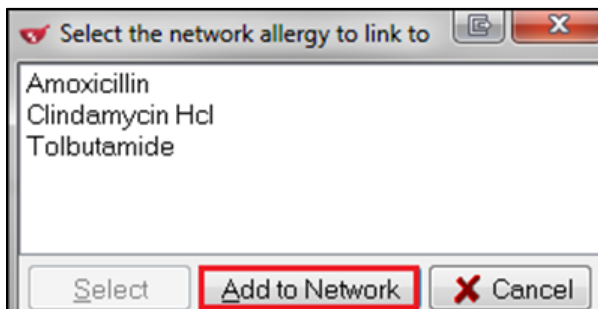 Select the network allergy to link to
Amoxicillin
Clindamycin Hcl
Tolbutamide
Select Add to Network Cancel